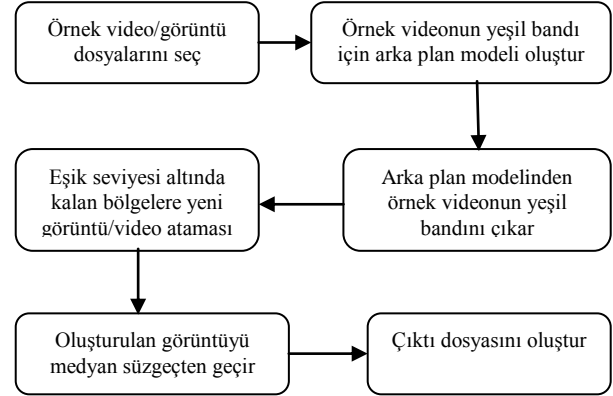 Örnek video/görüntü
dosyalarını seç
Örnek videonun yeşil bandı
için arka plan modeli oluştur
Arka plan modelinden
örnek videonun yeşil
bandını çıkar
Eşik seviyesi altında
kalan bölgelere yeni
görüntü/video ataması
Oluşturulan görüntüyü
medyan süzgeçten geçir
Çıktı dosyasını oluştur